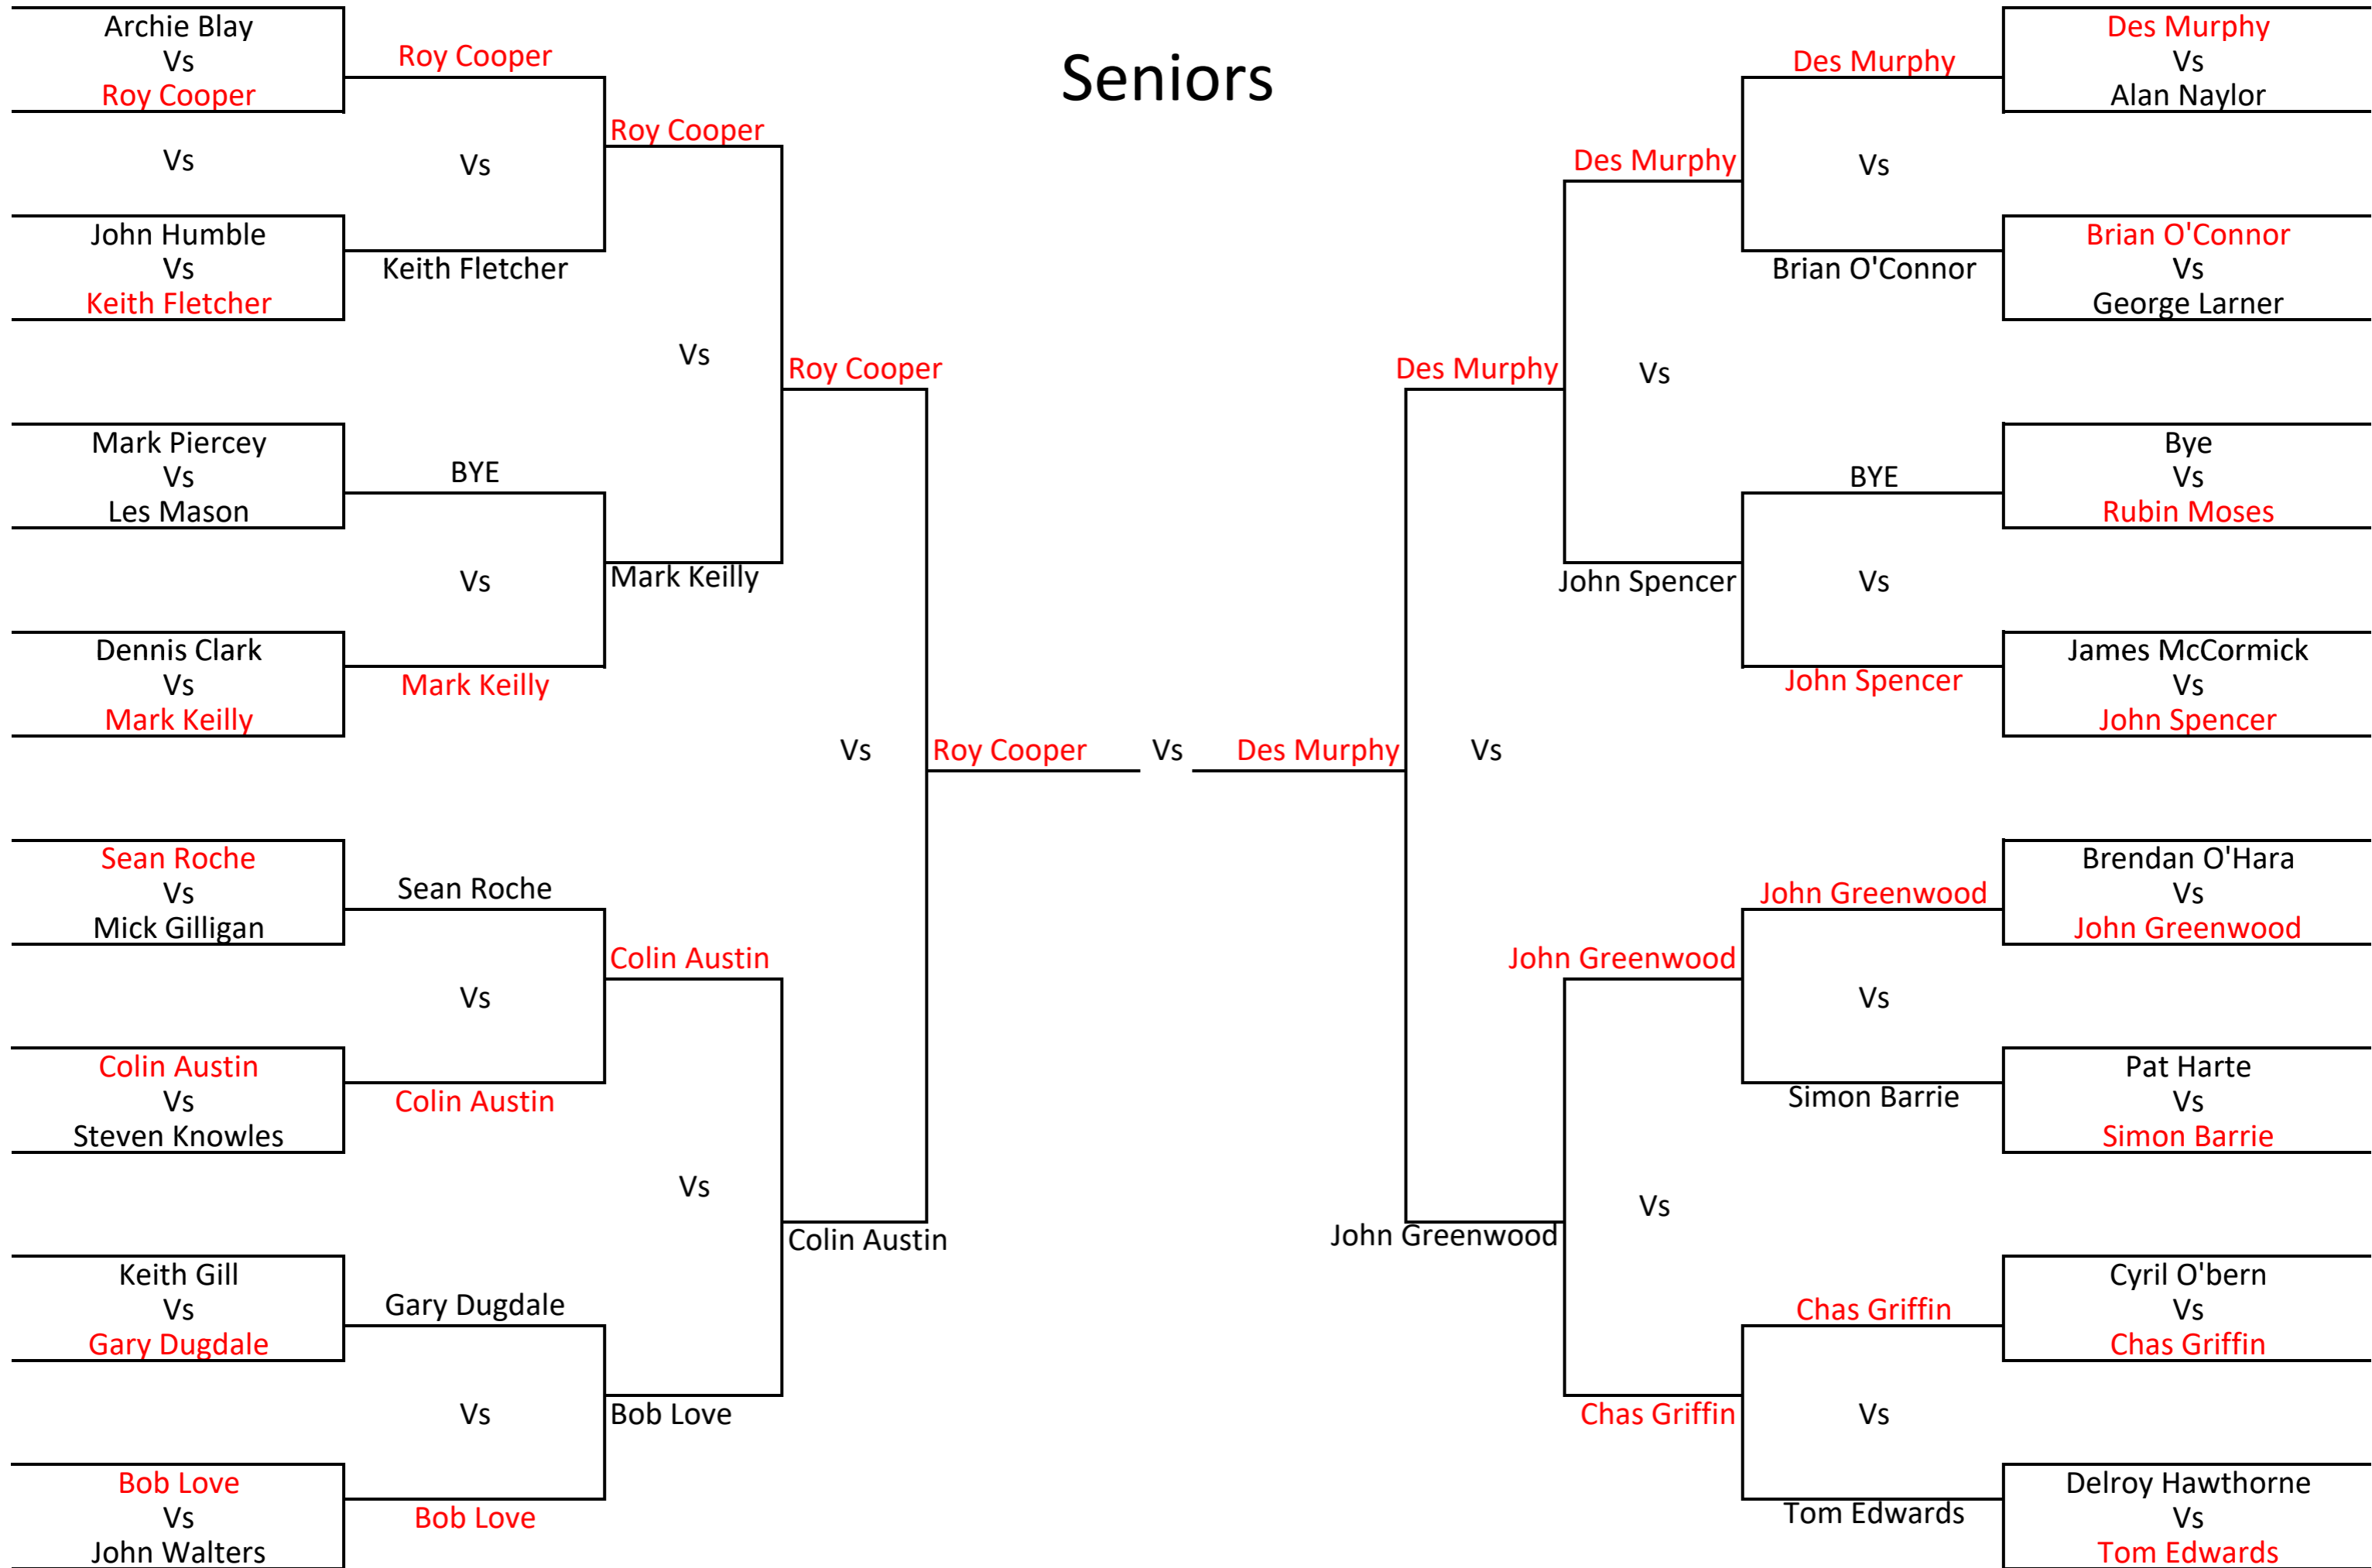 Seniors
Archie Blay
Vs
Roy Cooper
Vs
John Humble
Vs
Keith Fletcher
Mark Piercey
Vs
Les Mason
Dennis Clark
Vs
Mark Keilly
Sean Roche
Vs
Mick Gilligan
Colin Austin
Vs
Steven Knowles
Keith Gill
Vs
Gary Dugdale
Bob Love
Vs
John Walters
Roy Cooper
Vs
Keith Fletcher
BYE
Vs
Mark Keilly
Sean Roche
Vs
Colin Austin
Gary Dugdale
Vs
Bob Love
Roy Cooper
Vs
Mark Keilly
Colin Austin
Vs
Bob Love
Roy Cooper
Vs
Colin Austin
Roy Cooper
Vs
Des Murphy
Des Murphy
Vs
John Greenwood
Des Murphy
Vs
John Spencer
John Greenwood
Vs
Chas Griffin
Des Murphy
Vs
Brian O'Connor
BYE
Vs
John Spencer
John Greenwood
Vs
Simon Barrie
Chas Griffin
Vs
Tom Edwards
Des Murphy
Vs
Alan Naylor
Brian O'Connor
Vs
George Larner
Bye
Vs
Rubin Moses
James McCormick
Vs
John Spencer
Brendan O'Hara
Vs
John Greenwood
Pat Harte
Vs
Simon Barrie
Cyril O'bern
Vs
Chas Griffin
Delroy Hawthorne
Vs
Tom Edwards